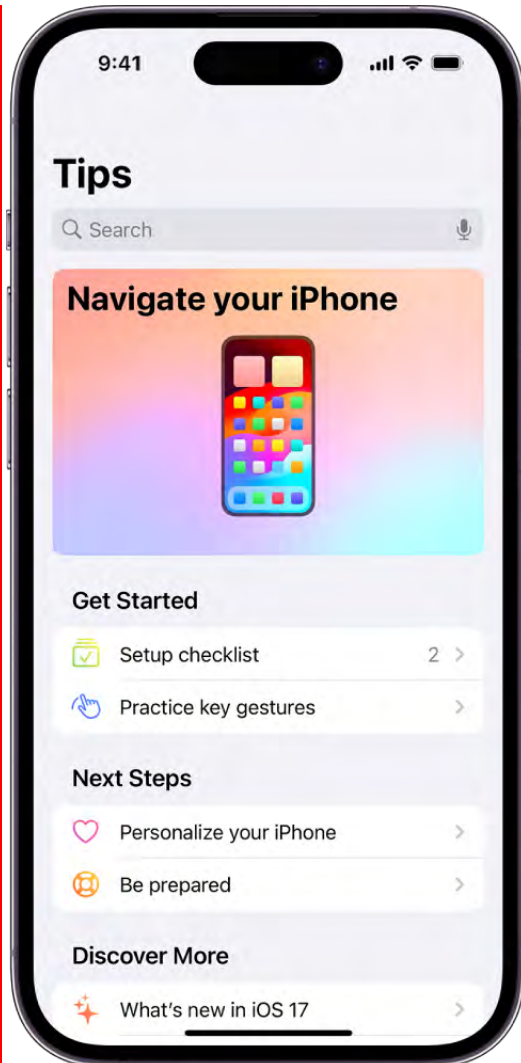 9:41
Tips
Search
Navigate your iPhone
Get Started
Setup checklist 2
Practice key gestures
Next Steps
Personalize your iPhone
Be prepared
Discover More
What's new in iOS 17